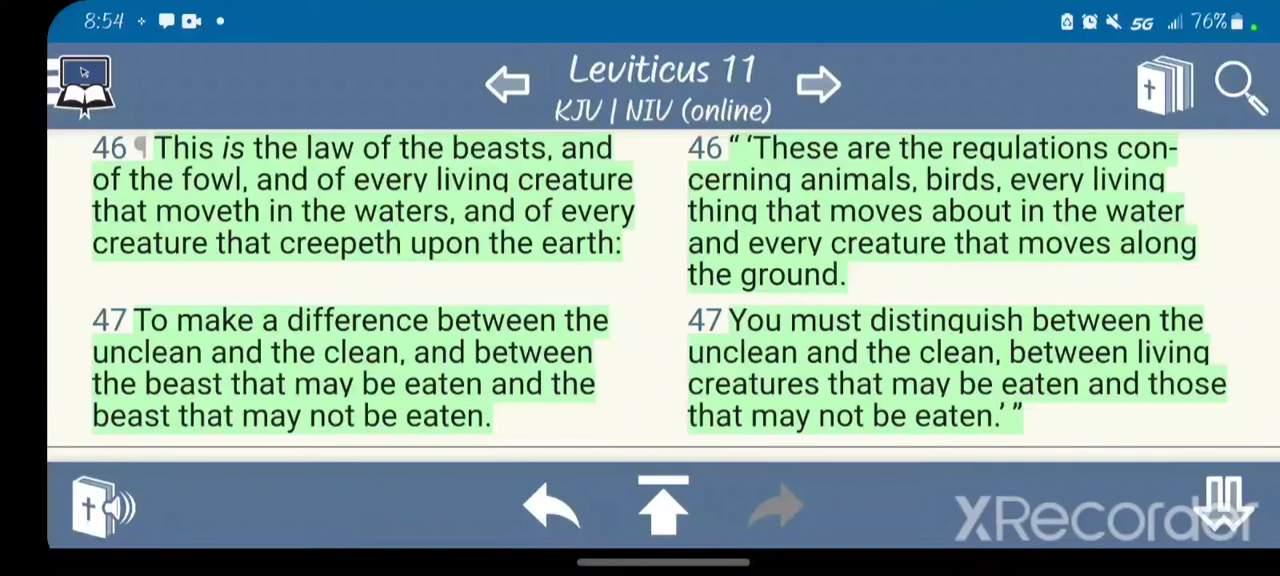 8:54
5G 76%
Leviticus 11
KJV | NIV (online)
46 ¶ This is the law of the beasts, and
of the fowl, and of every living creature
that moveth in the waters, and of every
creature that creepeth upon the earth:
47 To make a difference between the
unclean and the clean, and between
the beast that may be eaten and the
beast that may not be eaten.
46 “ ‘These are the regulations con-
cerning animals, birds, every living
thing that moves about in the water
and every creature that moves along
the ground.
47 You must distinguish between the
unclean and the clean, between living
creatures that may be eaten and those
that may not be eaten.’ ”
XRecorder